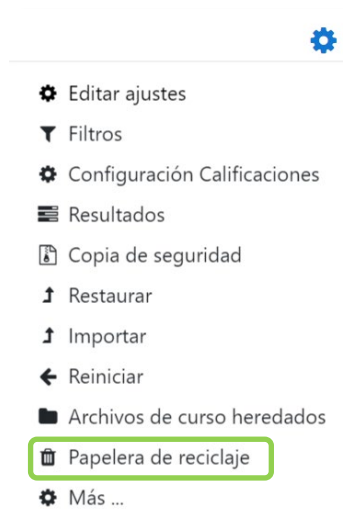 Editar ajustes
Filtros
Configuración Calificaciones
Resultados
Copia de seguridad
Restaurar
Importar
Reiniciar
Archivos de curso heredados
Papelera de reciclaje
Más ...